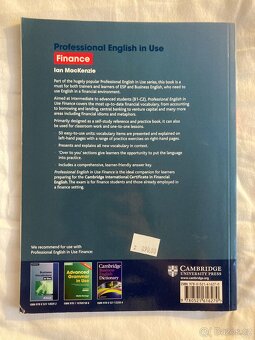 Professional English in Use
Finance
Ian MacKenzie
Part of the hugely popular Professional English in Use series, this book is a
must for both trainers and learners of ESP and Business English, who need to
use English in a financial environment.
Aimed at intermediate to advanced students (B1-C2), Professional English in
Use Finance covers the most up-to-date financial vocabulary, from accounting
to borrowing and lending, central banking to venture capital and many more
areas including financial idioms and metaphors.
Primarily designed as a self-study reference and practice book, it can also
be used for classroom work and one-to-one lessons.
50 easy-to-use units: vocabulary items are presented and explained on
left-hand pages with a range of practice exercises on right-hand pages.
Presents and explains all new vocabulary in context.
'Over to you' sections give learners the opportunity to put the language
into practice.
Includes a comprehensive, learner-friendly answer key.
Professional English in Use Finance is the ideal companion for learners
preparing for the Cambridge International Certificate in Financial
English. The exam is for finance students and those already employed in
a finance setting.
We recommend for use with
Professional English in Use Finance:
Advanced
Grammar in Use
Cambridge
Dictionary
CAMBRIDGE
UNIVERSITY PRESS